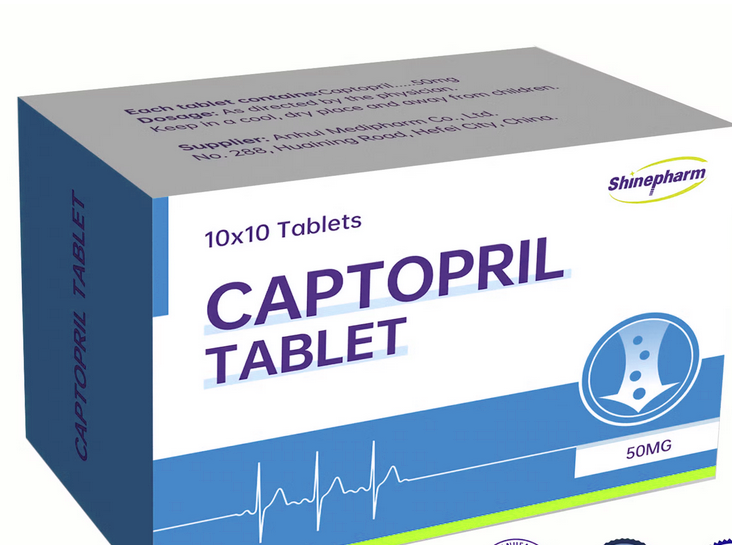 Each tablet contains:Captopril.....50mg
Dosage: As directed by the physician.
Keep in a cool, dry place and away from children.
Supplier: Anhui Medipharm Co., Ltd.
No. 288, Huaining Road, Hefei City, China.
Shinepharm
10x10 Tablets
CAPTOPRIL
TABLET
50MG
CAPTOPRIL TABLET